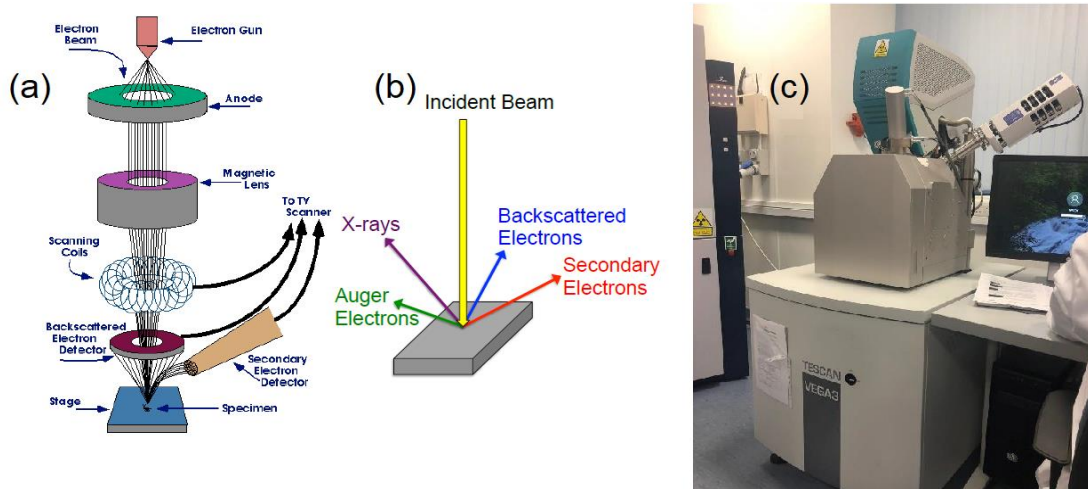 (a)
Electron
Beam
Electron Gun
Anode
Magnetic
Lens
To TV
Scanner
Scanning
Coils
Backscattered
Electron
Detector
Secondary
Electron
Detector
Stage
Specimen
(b)
Incident Beam
X-rays
Backscattered
Electrons
Secondary
Electrons
Auger
Electrons
(c)
TESCAN
VEGA3